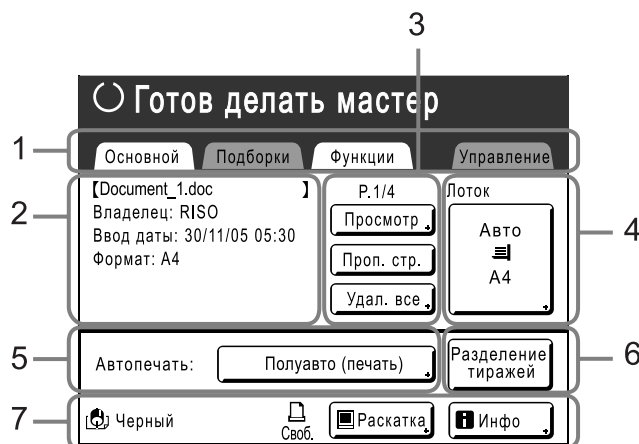 3
Готов делать мастер
1
Основной Подборки Функции Управление
2
【Document_1.doc 】
Владелец: RISO
Ввод даты: 30/11/05 05:30
Формат: A4
P.1/4
Просмотр
Проп. стр.
Удал. все
Лоток
Авто
A4
4
5
Автопечать: Полуавто (печать)
Разделение
тиражей
6
7
Черный
Своб.
Раскатка
Инфо